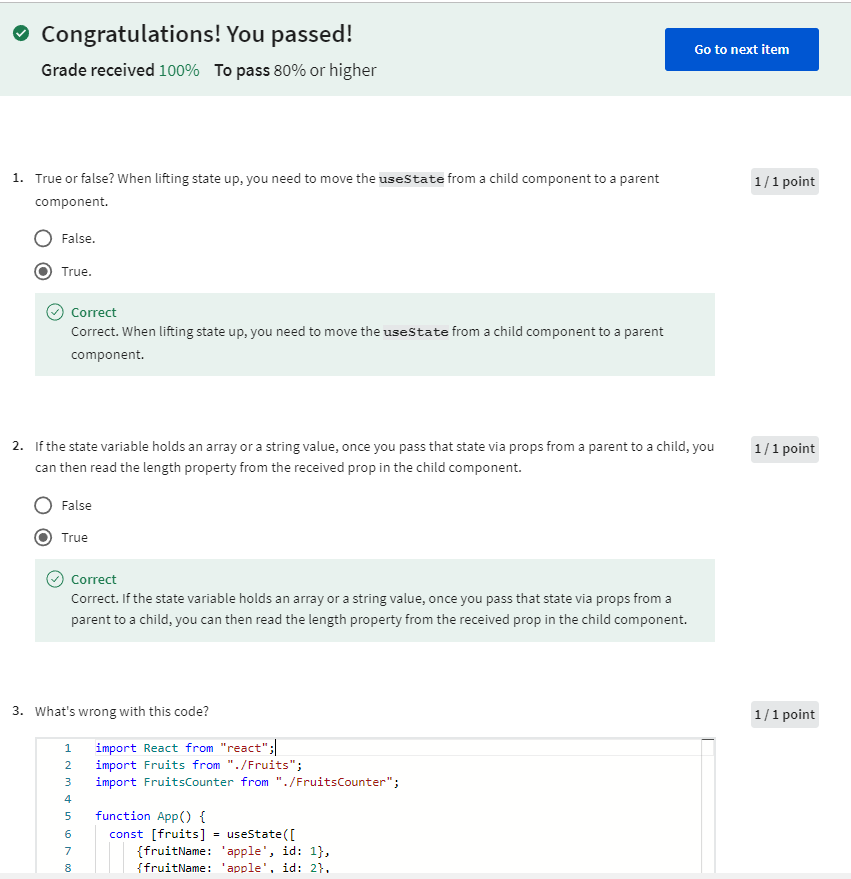 Congratulations! You passed!
Grade received 100% To pass 80% or higher
Go to next item
1. True or false? When lifting state up, you need to move the useState from a child component to a parent
component.
1 / 1 point
False.
True.
Correct
Correct. When lifting state up, you need to move the useState from a child component to a parent
component.
2. If the state variable holds an array or a string value, once you pass that state via props from a parent to a child, you
can then read the length property from the received prop in the child component.
1 / 1 point
False
True
Correct
Correct. If the state variable holds an array or a string value, once you pass that state via props from a
parent to a child, you can then read the length property from the received prop in the child component.
3. What's wrong with this code?
1 / 1 point
1 import React from "react";
2 import Fruits from "./Fruits";
3 import FruitsCounter from "./FruitsCounter";
4
5 function App() {
6 const [fruits] = useState([
7 {fruitName: 'apple', id: 1},
8 {fruitName: 'apple', id: 2},